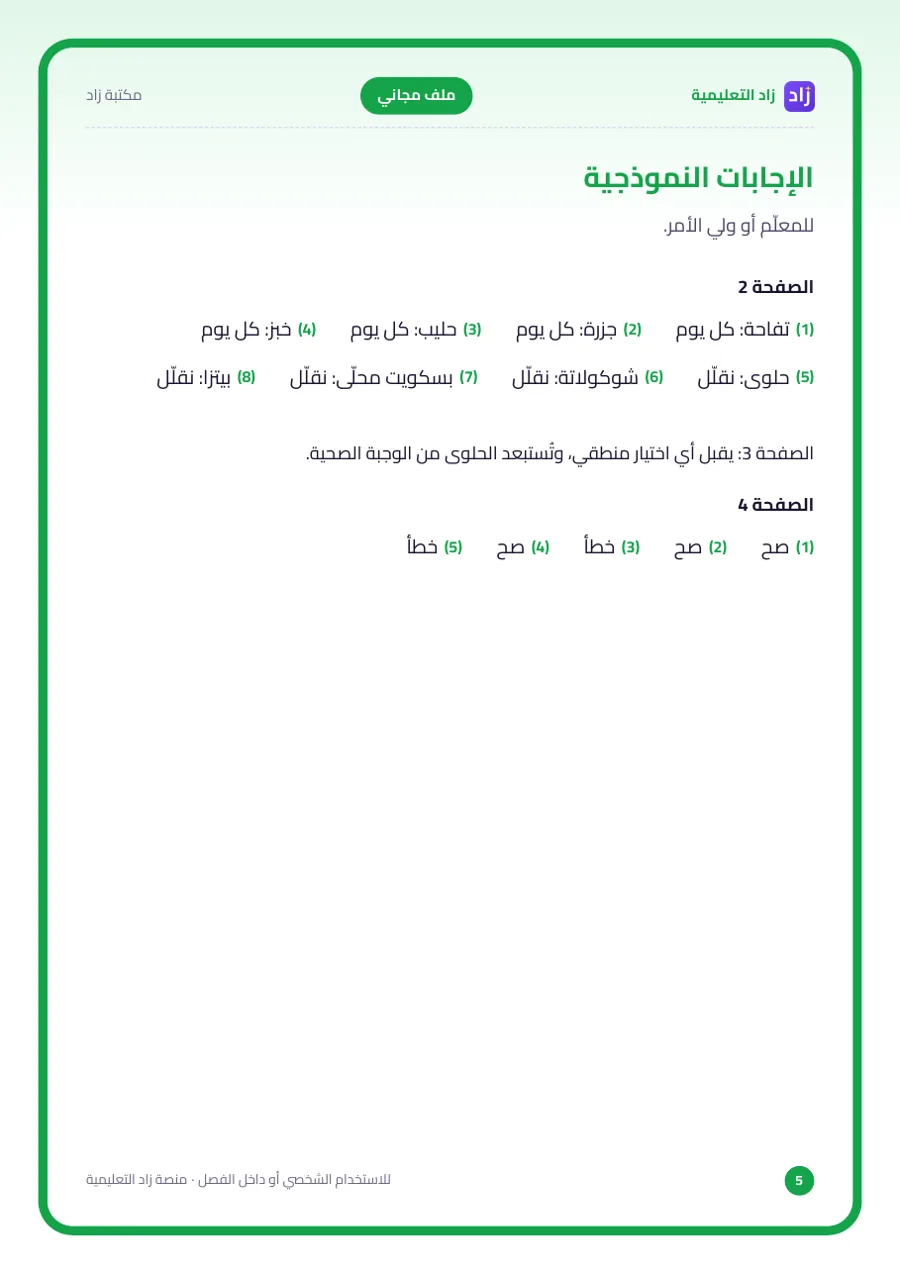 زاد زاد التعليمية ملف مجاني مكتبة زاد
الإجابات النموذجية
للمعلّم أو ولي الأمر.
الصفحة 2
(1) تفاحة: كل يوم (2) جزرة: كل يوم (3) حليب: كل يوم (4) خبز: كل يوم
(5) حلوى: نقلّل (6) شوكولاتة: نقلّل (7) بسكويت محلّى: نقلّل (8) بيتزا: نقلّل
الصفحة 3: يقبل أي اختيار منطقي، وتُستبعد الحلوى من الوجبة الصحية.
الصفحة 4
(1) صح (2) صح (3) خطأ (4) صح (5) خطأ
5 للاستخدام الشخصي أو داخل الفصل · منصة زاد التعليمية